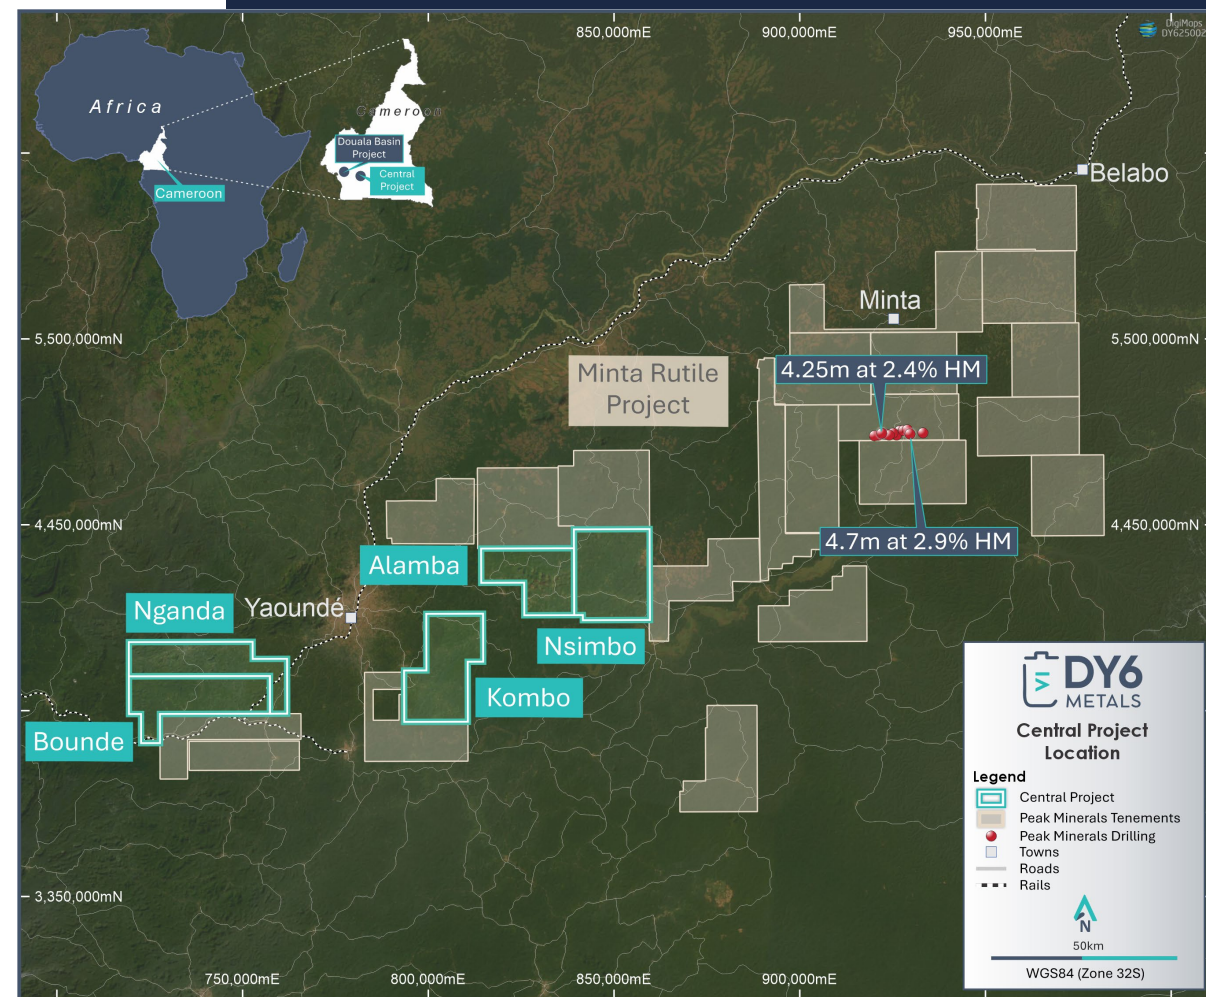 850,000mE
900,000mE
950,000mE
DigiMaps
DY625002
Africa
Cameroon
Douala Basin
Project
Central
Project
Cameroon
Belabo
Minta
5,500,000mN
5,500,000mN
Minta Rutile
Project
4.25m at 2.4% HM
4,450,000mN
4,450,000mN
4.7m at 2.9% HM
Alamba
Nganda
Yaoundé
Nsimbo
Kombo
Bounde
DY6
METALS
Central Project
Location
Legend
Central Project
Peak Minerals Tenements
Peak Minerals Drilling
Towns
Roads
Rails
N
50km
WGS84 (Zone 32S)
3,350,000mN
750,000mE
800,000mE
850,000mE
900,000mE